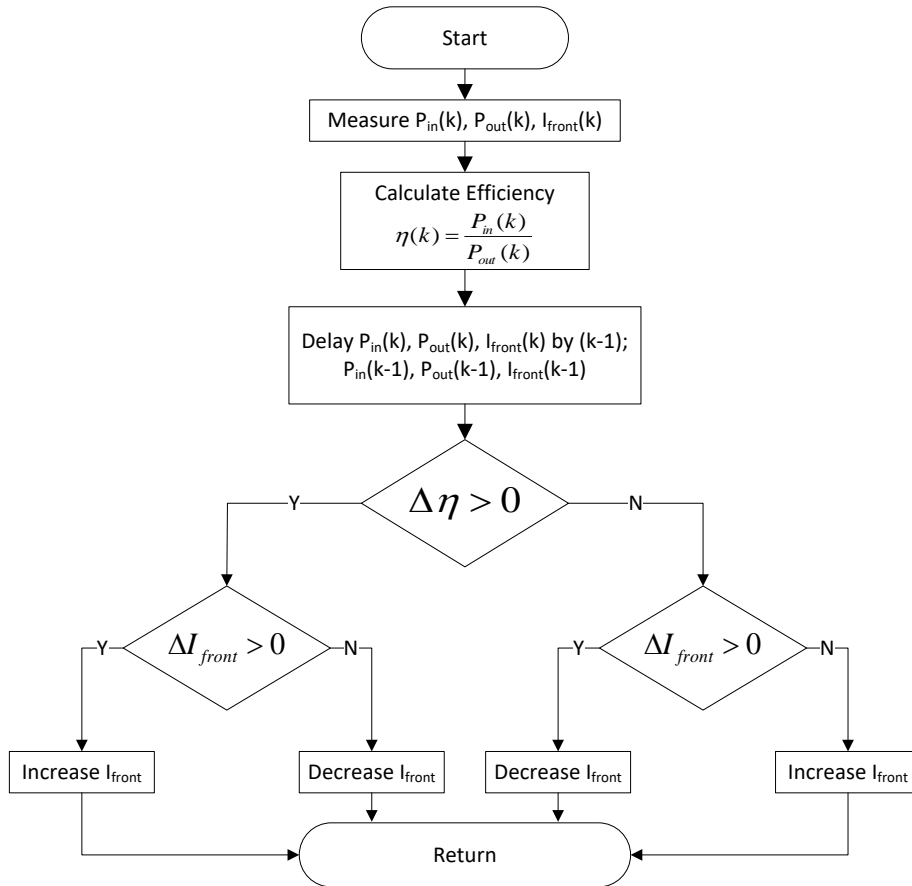 Start
Measure P_in(k), P_out(k), I_front(k)
Calculate Efficiency
η(k) = P_in(k) / P_out(k)
Delay P_in(k), P_out(k), I_front(k) by (k-1);
P_in(k-1), P_out(k-1), I_front(k-1)
Δη > 0
Y
N
ΔI_front > 0
Y
N
ΔI_front > 0
Y
N
Increase I_front
Decrease I_front
Decrease I_front
Increase I_front
Return